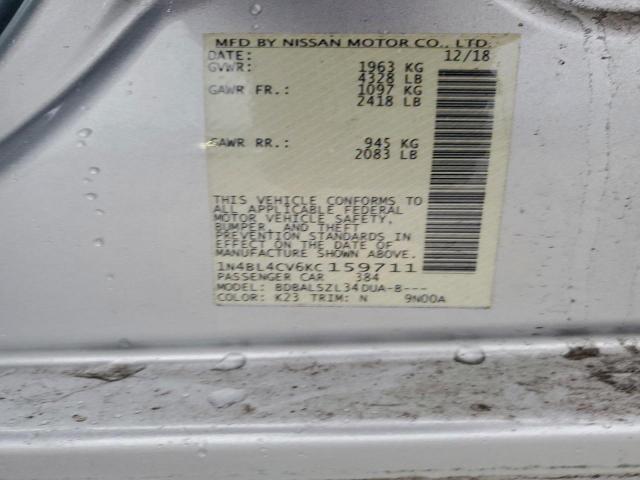 MFD BY NISSAN MOTOR CO., LTD.
DATE: 12/18
GVWR: 1963 KG
4328 LB
GAWR FR.: 1097 KG
2418 LB
GAWR RR.: 945 KG
2083 LB
THIS VEHICLE CONFORMS TO
ALL APPLICABLE FEDERAL
MOTOR VEHICLE SAFETY,
BUMPER, AND THEFT
PREVENTION STANDARDS IN
EFFECT ON THE DATE OF
MANUFACTURE SHOWN ABOVE.
1N4BL4CV6KC159711
PASSENGER CAR 384
MODEL: BDBALSZL34DUA-B---
COLOR: K23 TRIM: N 9N00A